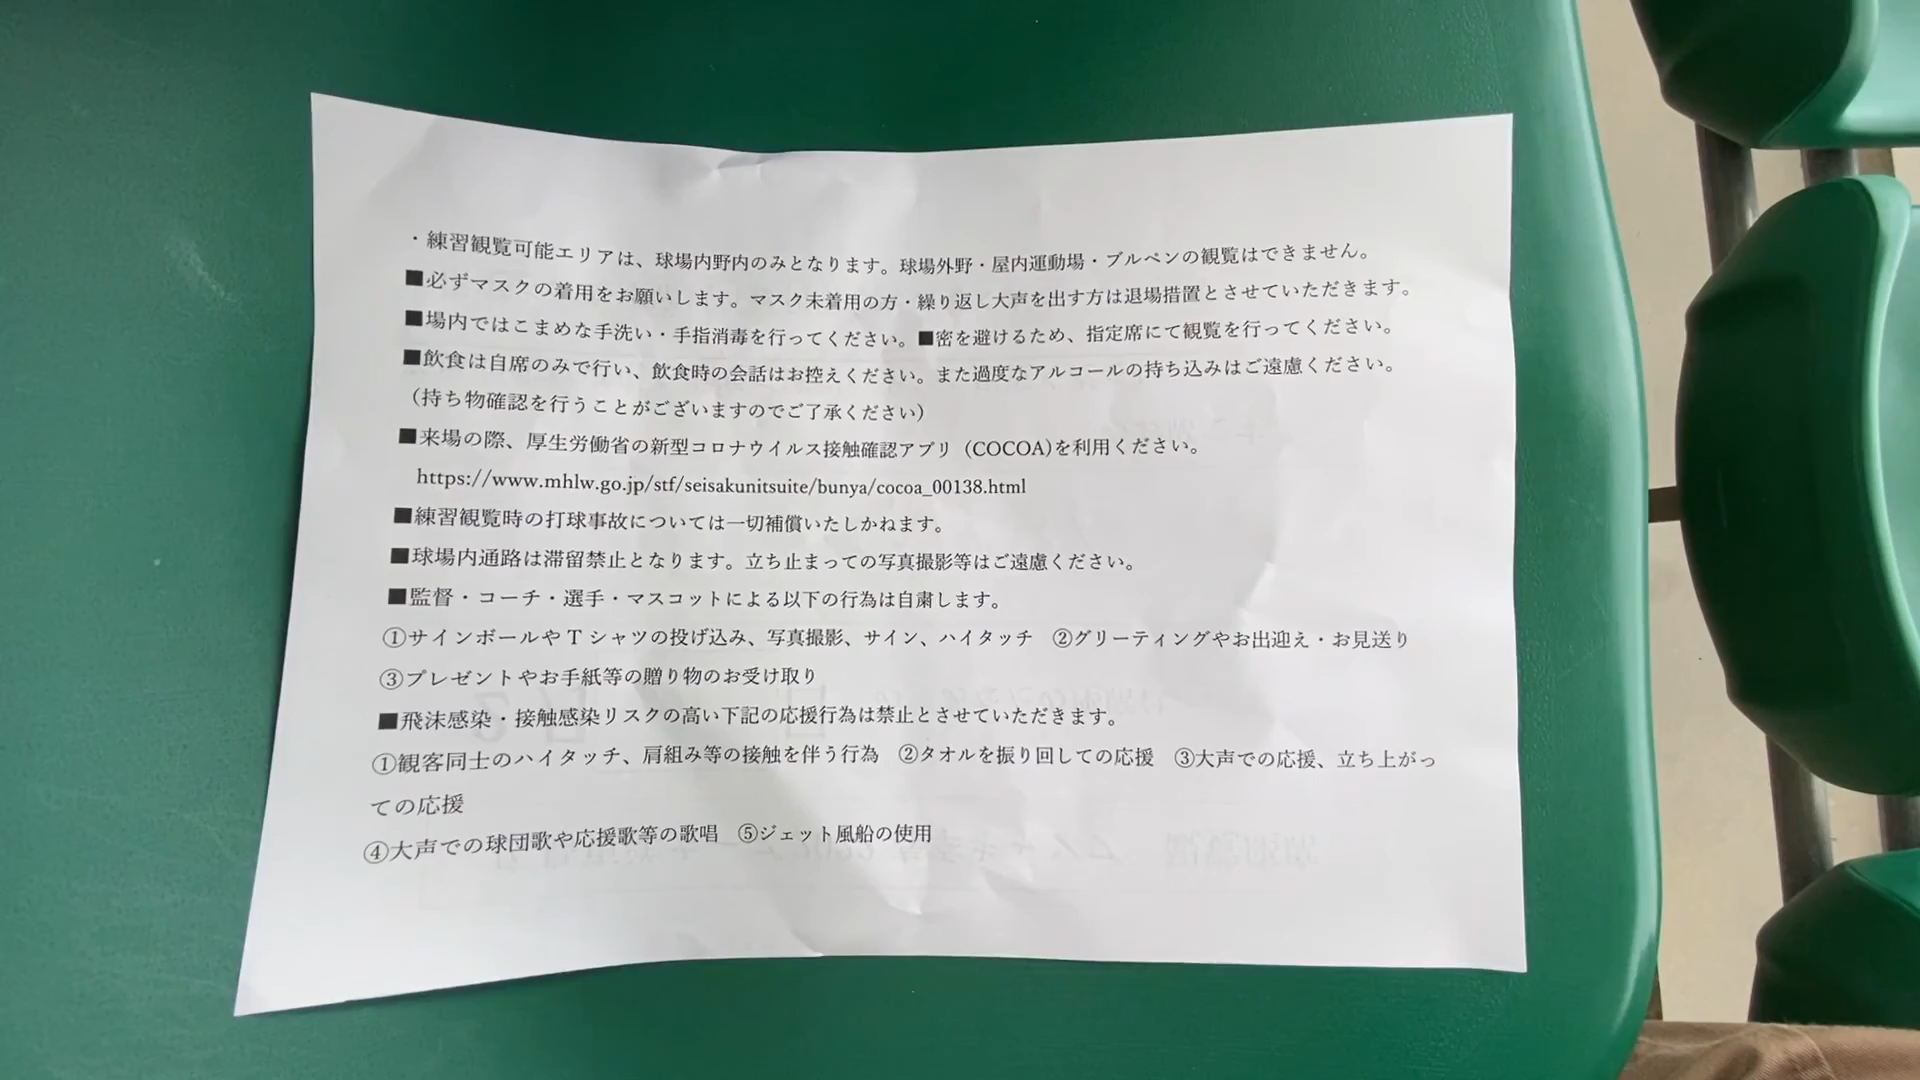 ・練習観覧可能エリアは、球場内野内のみとなります。球場外野・屋内運動場・ブルペンの観覧はできません。
■必ずマスクの着用をお願いします。マスク未着用の方・繰り返し大声を出す方は退場措置とさせていただきます。
■場内ではこまめな手洗い・手指消毒を行ってください。■密を避けるため、指定席にて観覧を行ってください。
■飲食は自席のみで行い、飲食時の会話はお控えください。また過度なアルコールの持ち込みはご遠慮ください。
（持ち物確認を行うことがございますのでご了承ください）
■来場の際、厚生労働省の新型コロナウイルス接触確認アプリ（COCOA)を利用ください。
https://www.mhlw.go.jp/stf/seisakunitsuite/bunya/cocoa_00138.html
■練習観覧時の打球事故については一切補償いたしかねます。
■球場内通路は滞留禁止となります。立ち止まっての写真撮影等はご遠慮ください。
■監督・コーチ・選手・マスコットによる以下の行為は自粛します。
①サインボールやTシャツの投げ込み、写真撮影、サイン、ハイタッチ　②グリーティングやお出迎え・お見送り
③プレゼントやお手紙等の贈り物のお受け取り
■飛沫感染・接触感染リスクの高い下記の応援行為は禁止とさせていただきます。
①観客同士のハイタッチ、肩組み等の接触を伴う行為　②タオルを振り回しての応援　③大声での応援、立ち上がっ
ての応援
④大声での球団歌や応援歌等の歌唱　⑤ジェット風船の使用